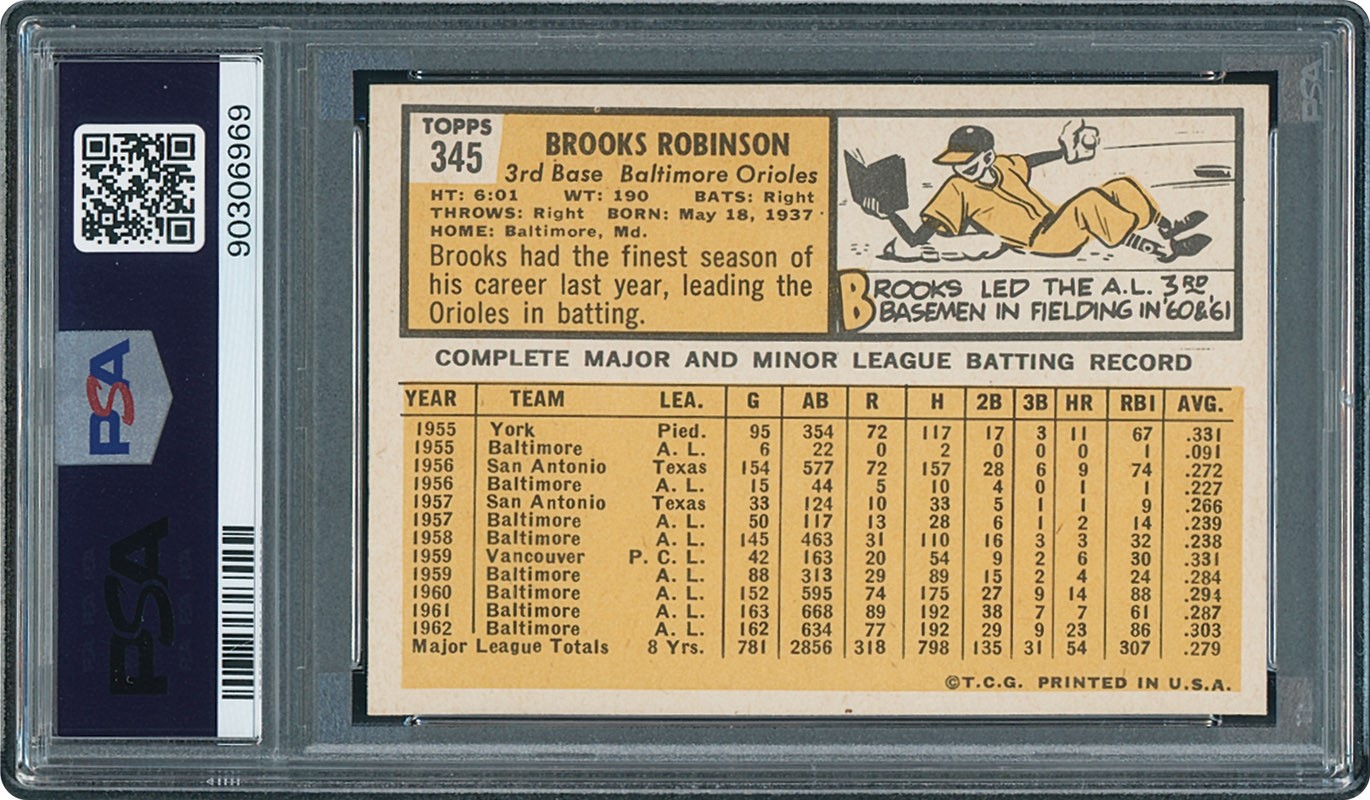 PSA
90306969
PSA
PSA
TOPPS
345
BROOKS ROBINSON
3rd Base Baltimore Orioles
HT: 6:01 WT: 190 BATS: Right
THROWS: Right BORN: May 18, 1937
HOME: Baltimore, Md.
Brooks had the finest season of
his career last year, leading the
Orioles in batting.
BROOKS LED THE A.L. 3RD
BASEMEN IN FIELDING IN '60 & '61
COMPLETE MAJOR AND MINOR LEAGUE BATTING RECORD
YEAR TEAM LEA. G AB R H 2B 3B HR RBI AVG.
1955 York Pied. 95 354 72 117 17 3 11 67 .331
1955 Baltimore A. L. 6 22 0 2 0 0 0 1 .091
1956 San Antonio Texas 154 577 72 157 28 6 9 74 .272
1956 Baltimore A. L. 15 44 5 10 4 0 1 1 .227
1957 San Antonio Texas 33 124 10 33 5 1 1 9 .266
1957 Baltimore A. L. 50 117 13 28 6 1 2 14 .239
1958 Baltimore A. L. 145 463 31 110 16 3 3 32 .238
1959 Vancouver P. C. L. 42 163 20 54 9 2 6 30 .331
1959 Baltimore A. L. 88 313 29 89 15 2 4 24 .284
1960 Baltimore A. L. 152 595 74 175 27 9 14 88 .294
1961 Baltimore A. L. 163 668 89 192 38 7 7 61 .287
1962 Baltimore A. L. 162 634 77 192 29 9 23 86 .303
Major League Totals 8 Yrs. 781 2856 318 798 135 31 54 307 .279
©T.C.G. PRINTED IN U.S.A.
PSA